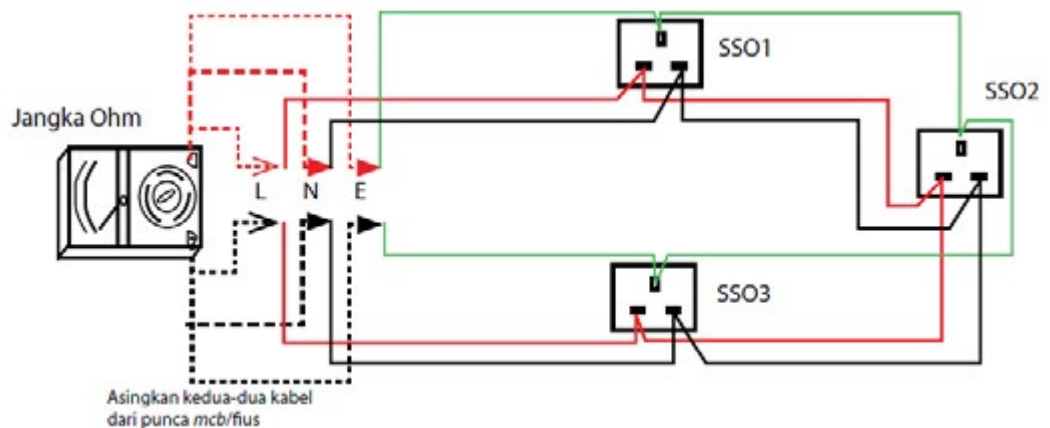 SSO1
SSO2
Jangka Ohm
L N E
SSO3
Asingkan kedua-dua kabel
dari punca mcb/fius